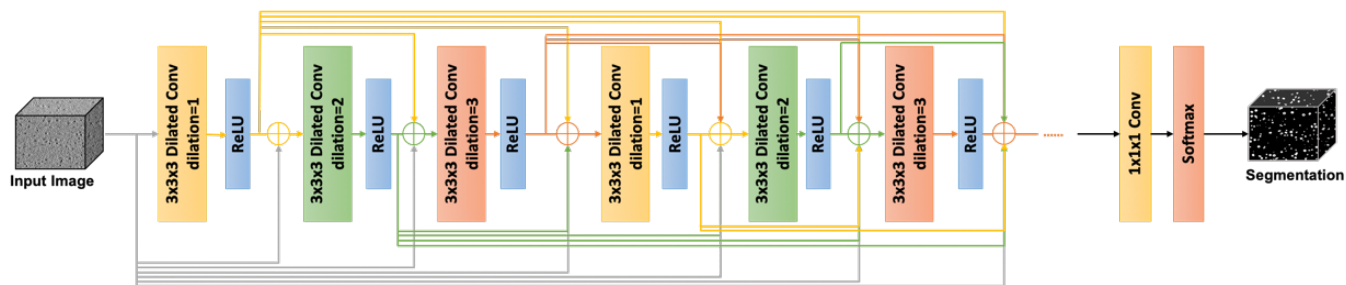 Input Image
3x3x3 Dilated Conv
dilation=1
ReLU
3x3x3 Dilated Conv
dilation=2
ReLU
3x3x3 Dilated Conv
dilation=3
ReLU
3x3x3 Dilated Conv
dilation=1
ReLU
3x3x3 Dilated Conv
dilation=2
ReLU
3x3x3 Dilated Conv
dilation=3
ReLU
......
1x1x1 Conv
Softmax
Segmentation